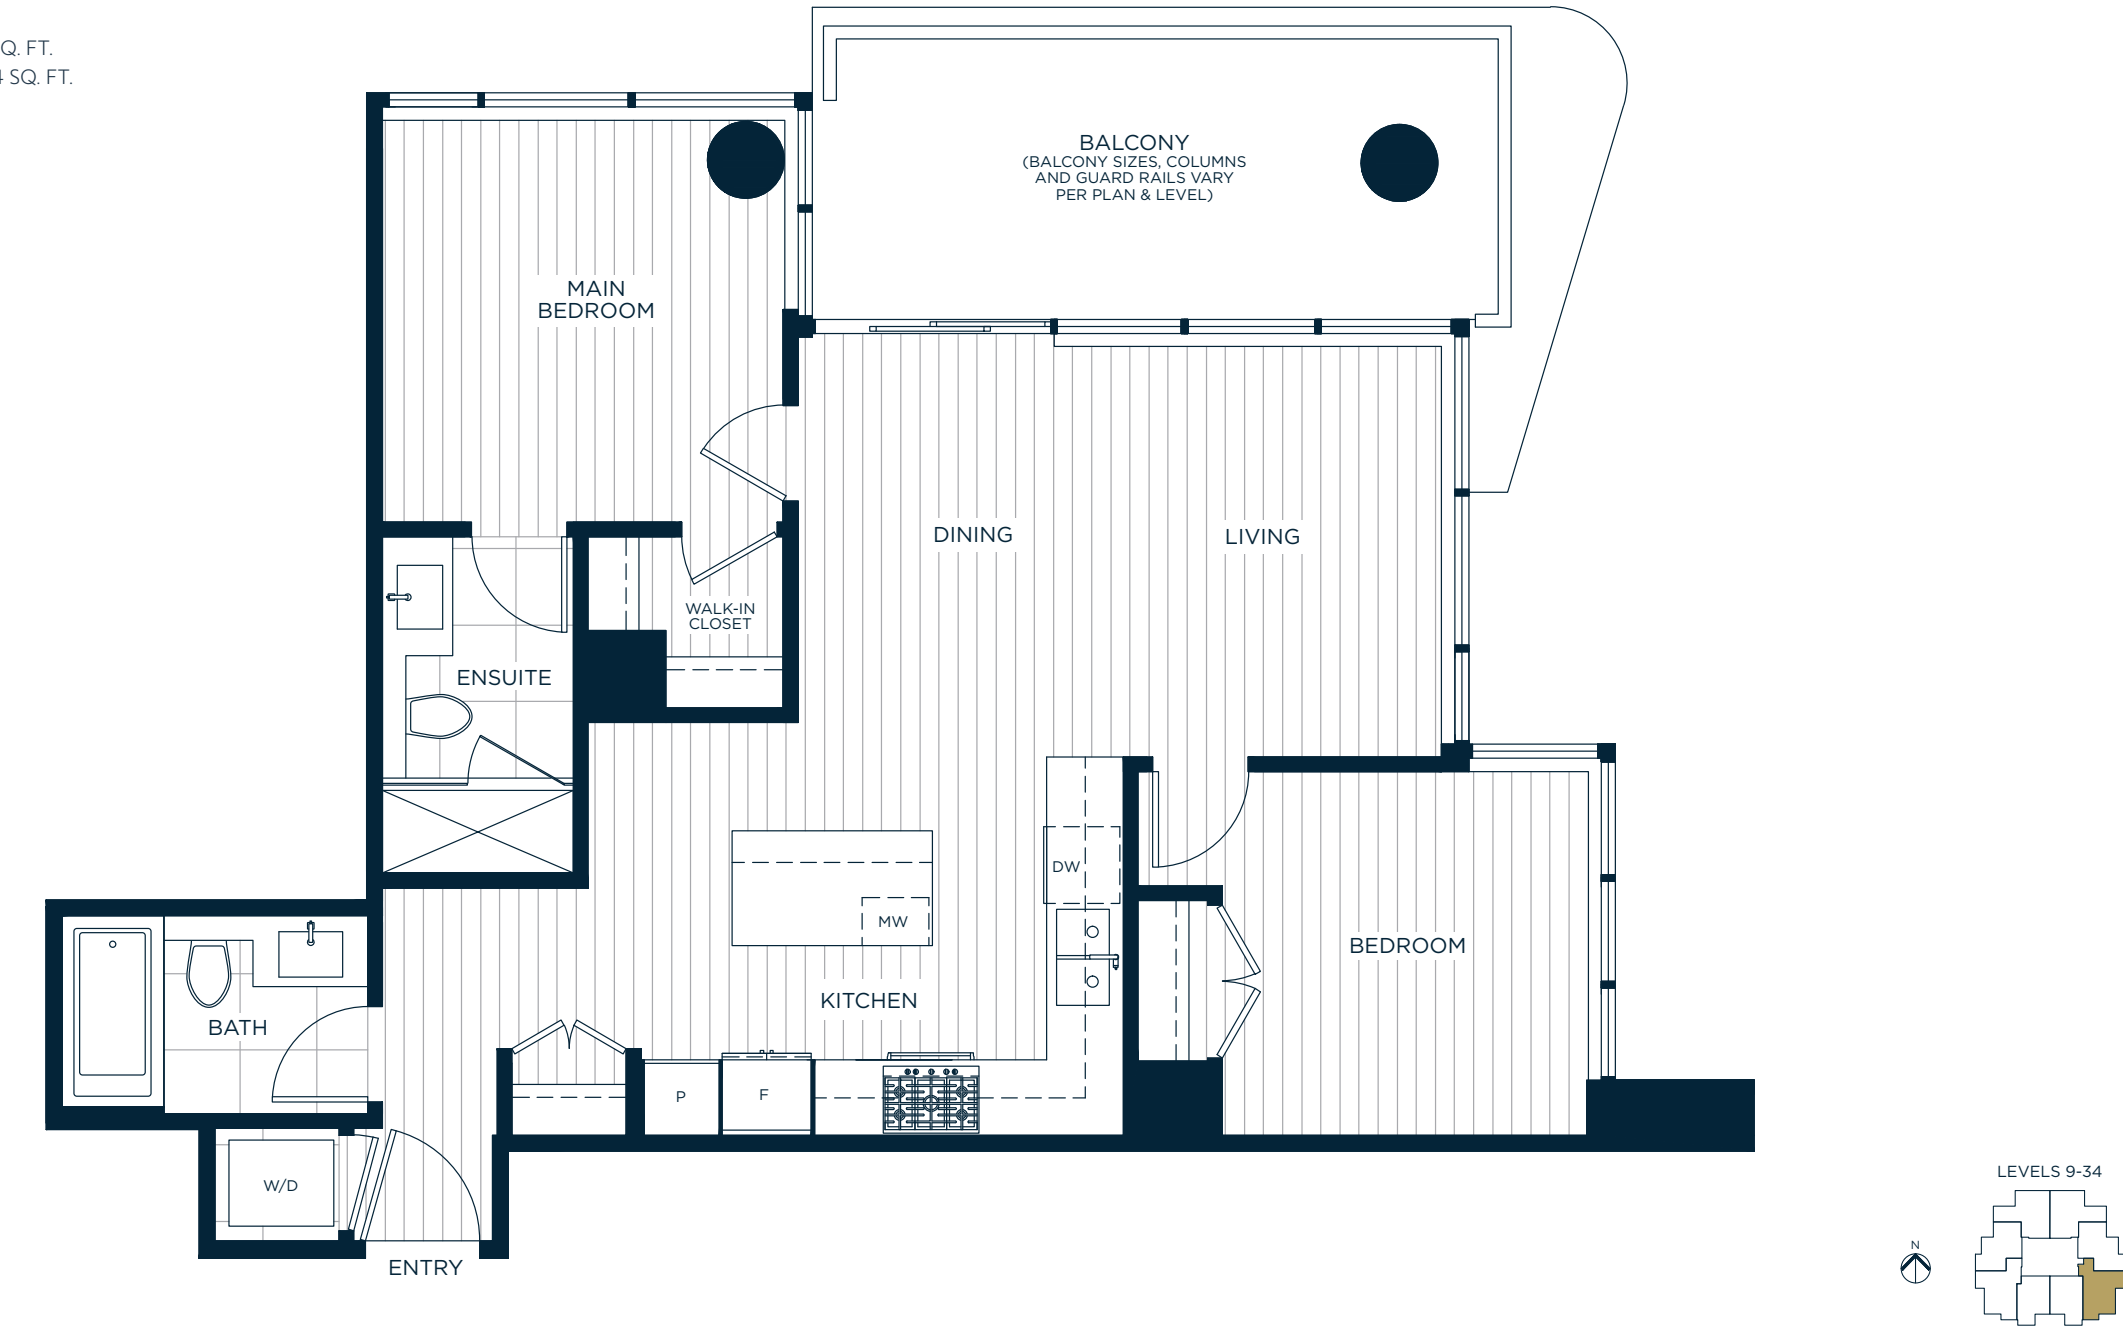 Q. FT.
SQ. FT.
BALCONY
(BALCONY SIZES, COLUMNS
AND GUARD RAILS VARY
PER PLAN & LEVEL)
MAIN
BEDROOM
DINING
LIVING
WALK-IN
CLOSET
ENSUITE
DW
MW
BEDROOM
KITCHEN
BATH
P
F
W/D
ENTRY
LEVELS 9-34
N